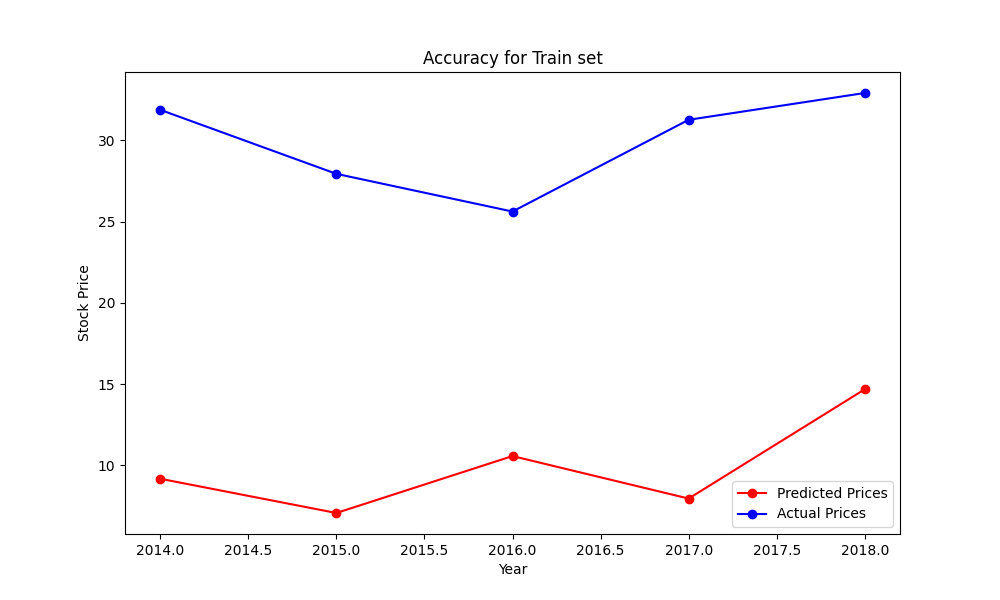 Accuracy for Train set
Stock Price
30
25
20
15
10
2014.0 2014.5 2015.0 2015.5 2016.0 2016.5 2017.0 2017.5 2018.0
Year
Predicted Prices
Actual Prices